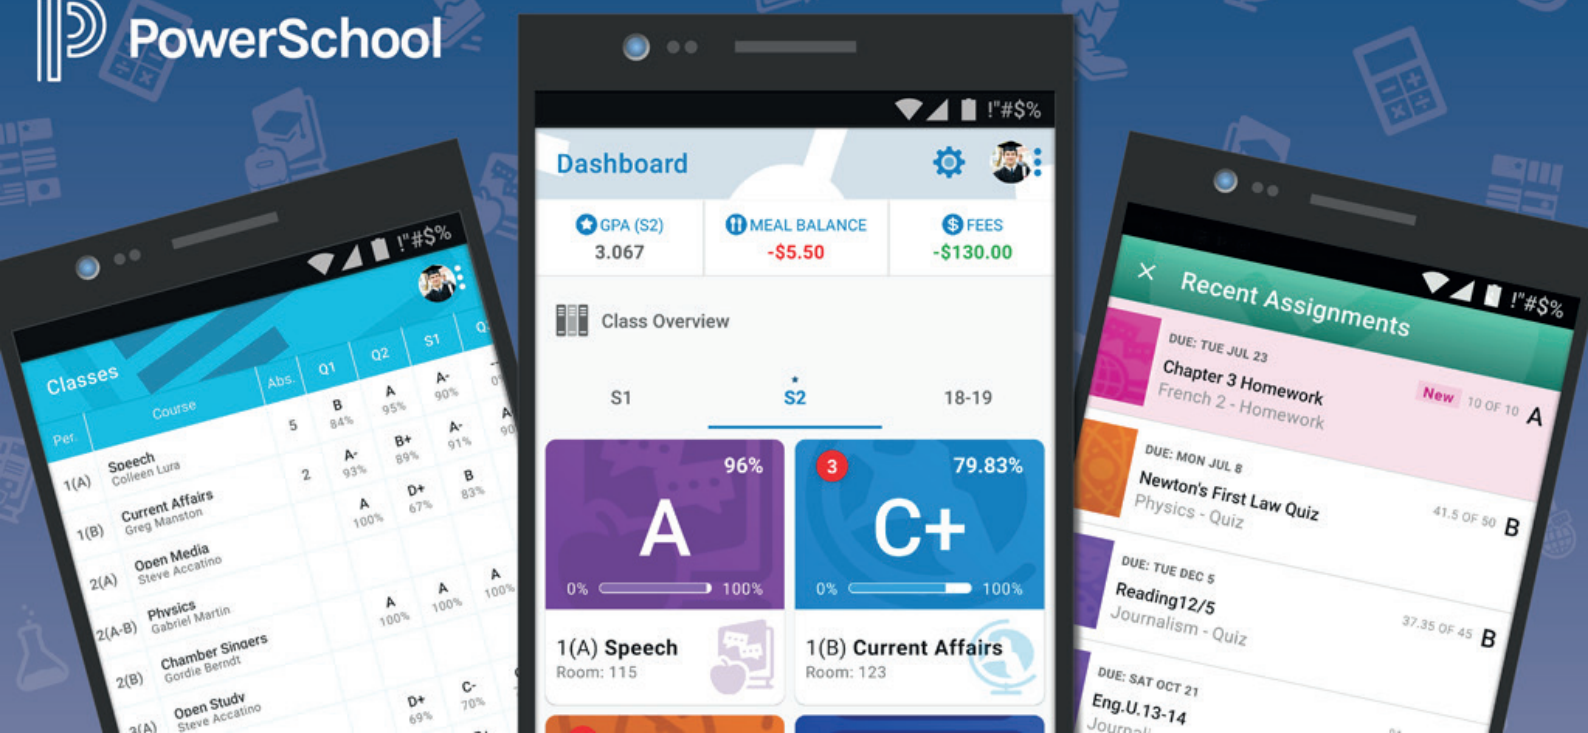 PowerSchool
Classes
Per.
Course
Abs.
Q1
Q2
S1
1(A)
Speech
Colleen Lura
5
B
84%
A
95%
A-
90%
1(B)
Current Affairs
Greg Manston
2
A-
93%
B+
89%
A-
91%
2(A)
Open Media
Steve Accatino
A
100%
D+
67%
B
83%
2(A-B)
Physics
Gabriel Martin
2(B)
Chamber Singers
Gordie Berndt
A
100%
A
100%
A
100%
3(A)
Open Study
Steve Accatino
D+
69%
C-
70%
!"#$%
!"#$%
Dashboard
GPA (S2)
3.067
MEAL BALANCE
-$5.50
FEES
-$130.00
Class Overview
S1
S2
18-19
96%
A
0% 100%
1(A) Speech
Room: 115
3
79.83%
C+
0% 100%
1(B) Current Affairs
Room: 123
!"#$%
Recent Assignments
DUE: TUE JUL 23
Chapter 3 Homework
French 2 - Homework
New 10 OF 10 A
DUE: MON JUL 8
Newton's First Law Quiz
Physics - Quiz
41.5 OF 50 B
DUE: TUE DEC 5
Reading12/5
Journalism - Quiz
37.35 OF 45 B
DUE: SAT OCT 21
Eng.U.13-14